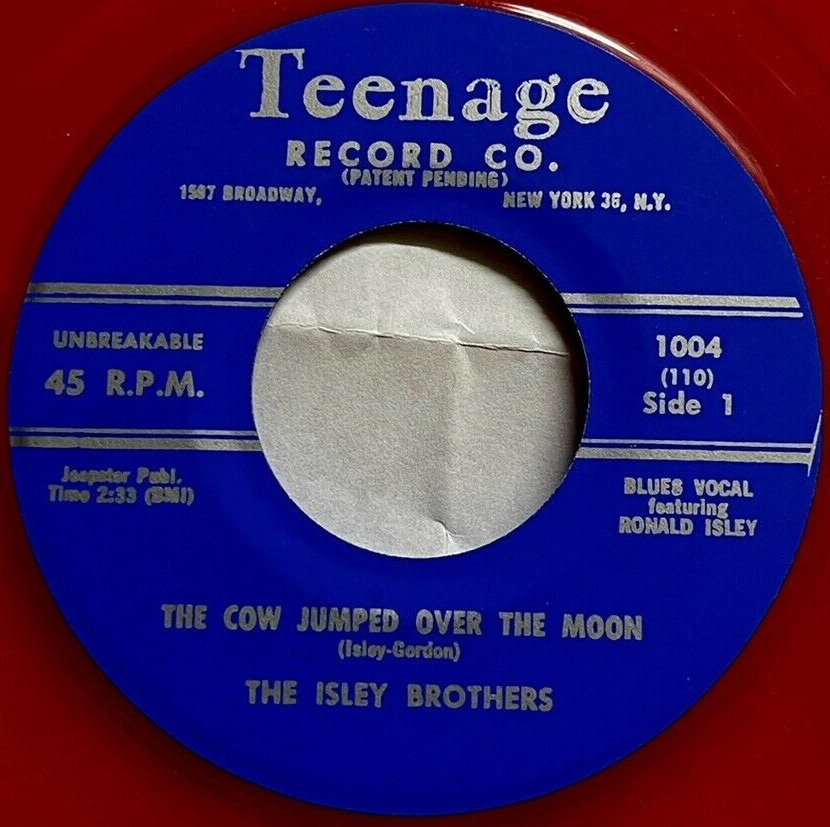 Teenage
RECORD CO.
(PATENT PENDING)
1597 BROADWAY, NEW YORK 36, N.Y.
UNBREAKABLE
45 R.P.M.
1004
(110)
Side 1
Jeepster Publ.
Time 2:33 (BMI)
BLUES VOCAL
featuring
RONALD ISLEY
THE COW JUMPED OVER THE MOON
(Isley-Gordon)
THE ISLEY BROTHERS